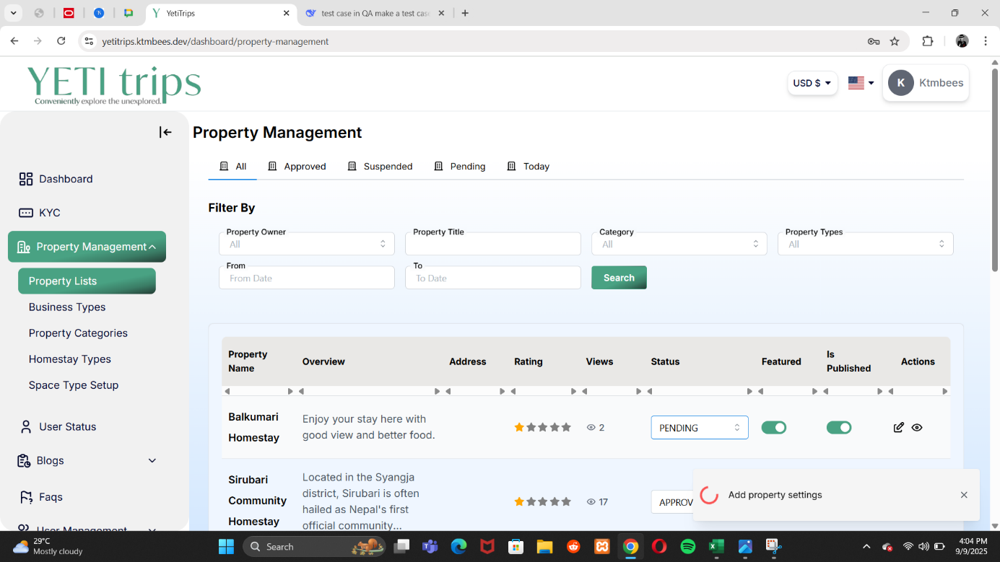 YetiTrips
test case in QA make a test case
yetitrips.ktmbees.dev/dashboard/property-management
YETI trips
Conveniently explore the unexplored.
USD $
K
Ktmbees
Property Management
All
Approved
Suspended
Pending
Today
Dashboard
KYC
Property Management
Property Lists
Business Types
Property Categories
Homestay Types
Space Type Setup
User Status
Blogs
Faqs
User Management
Filter By
Property Owner
All
Property Title
Category
All
Property Types
All
From
From Date
To
To Date
Search
Property
Name
Overview
Address
Rating
Views
Status
Featured
Is
Published
Actions
Balkumari
Homestay
Enjoy your stay here with
good view and better food.
2
PENDING
Sirubari
Community
Homestay
Located in the Syangja
district, Sirubari is often
hailed as Nepal's first
official community...
17
APPROV
Add property settings
29°C
Mostly cloudy
Search
4:04 PM
9/9/2025